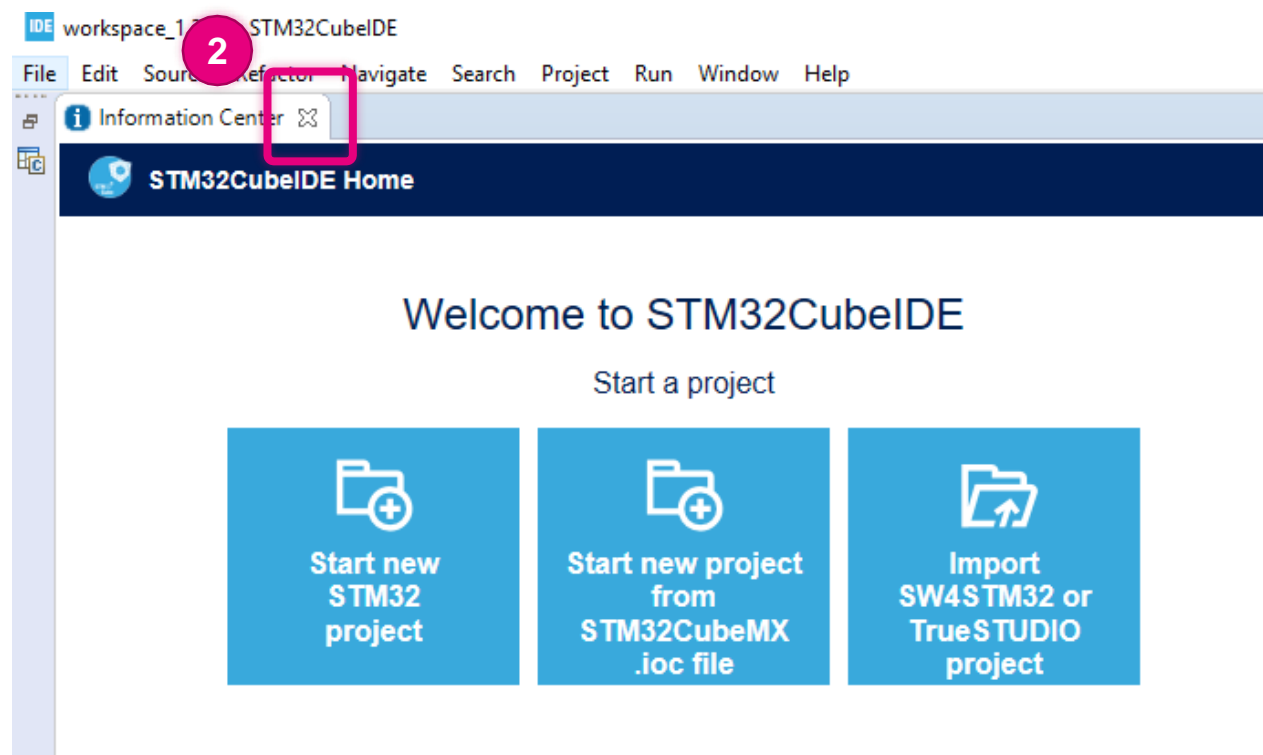 IDE
STM32CubeIDE
2
File Edit Navigate Search Project Run Window Help
Information Center
STM32CubeIDE Home
Welcome to STM32CubeIDE
Start a project
Start new
STM32
project
Start new project
from
STM32CubeMX
.ioc file
Import
SW4STM32 or
TrueSTUDIO
project